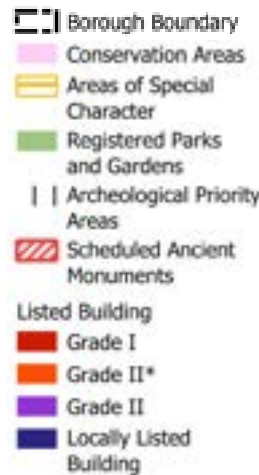 Borough Boundary
Conservation Areas
Areas of Special
Character
Registered Parks
and Gardens
Archeological Priority
Areas
Scheduled Ancient
Monuments
Listed Building
Grade I
Grade II*
Grade II
Locally Listed
Building